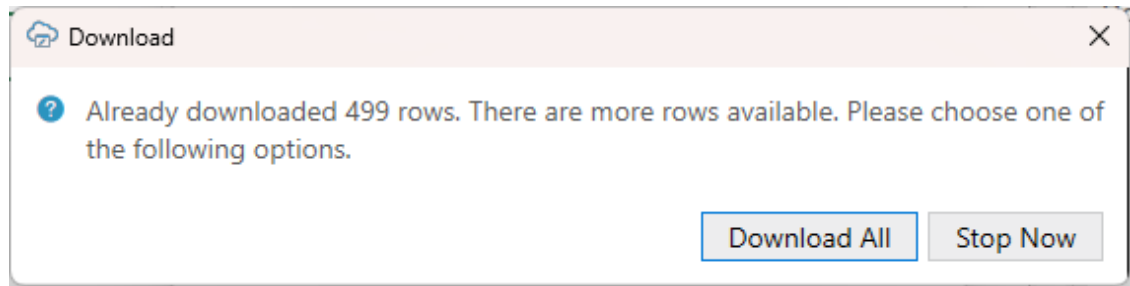 Download
Already downloaded 499 rows. There are more rows available. Please choose one of
the following options.
Download All
Stop Now